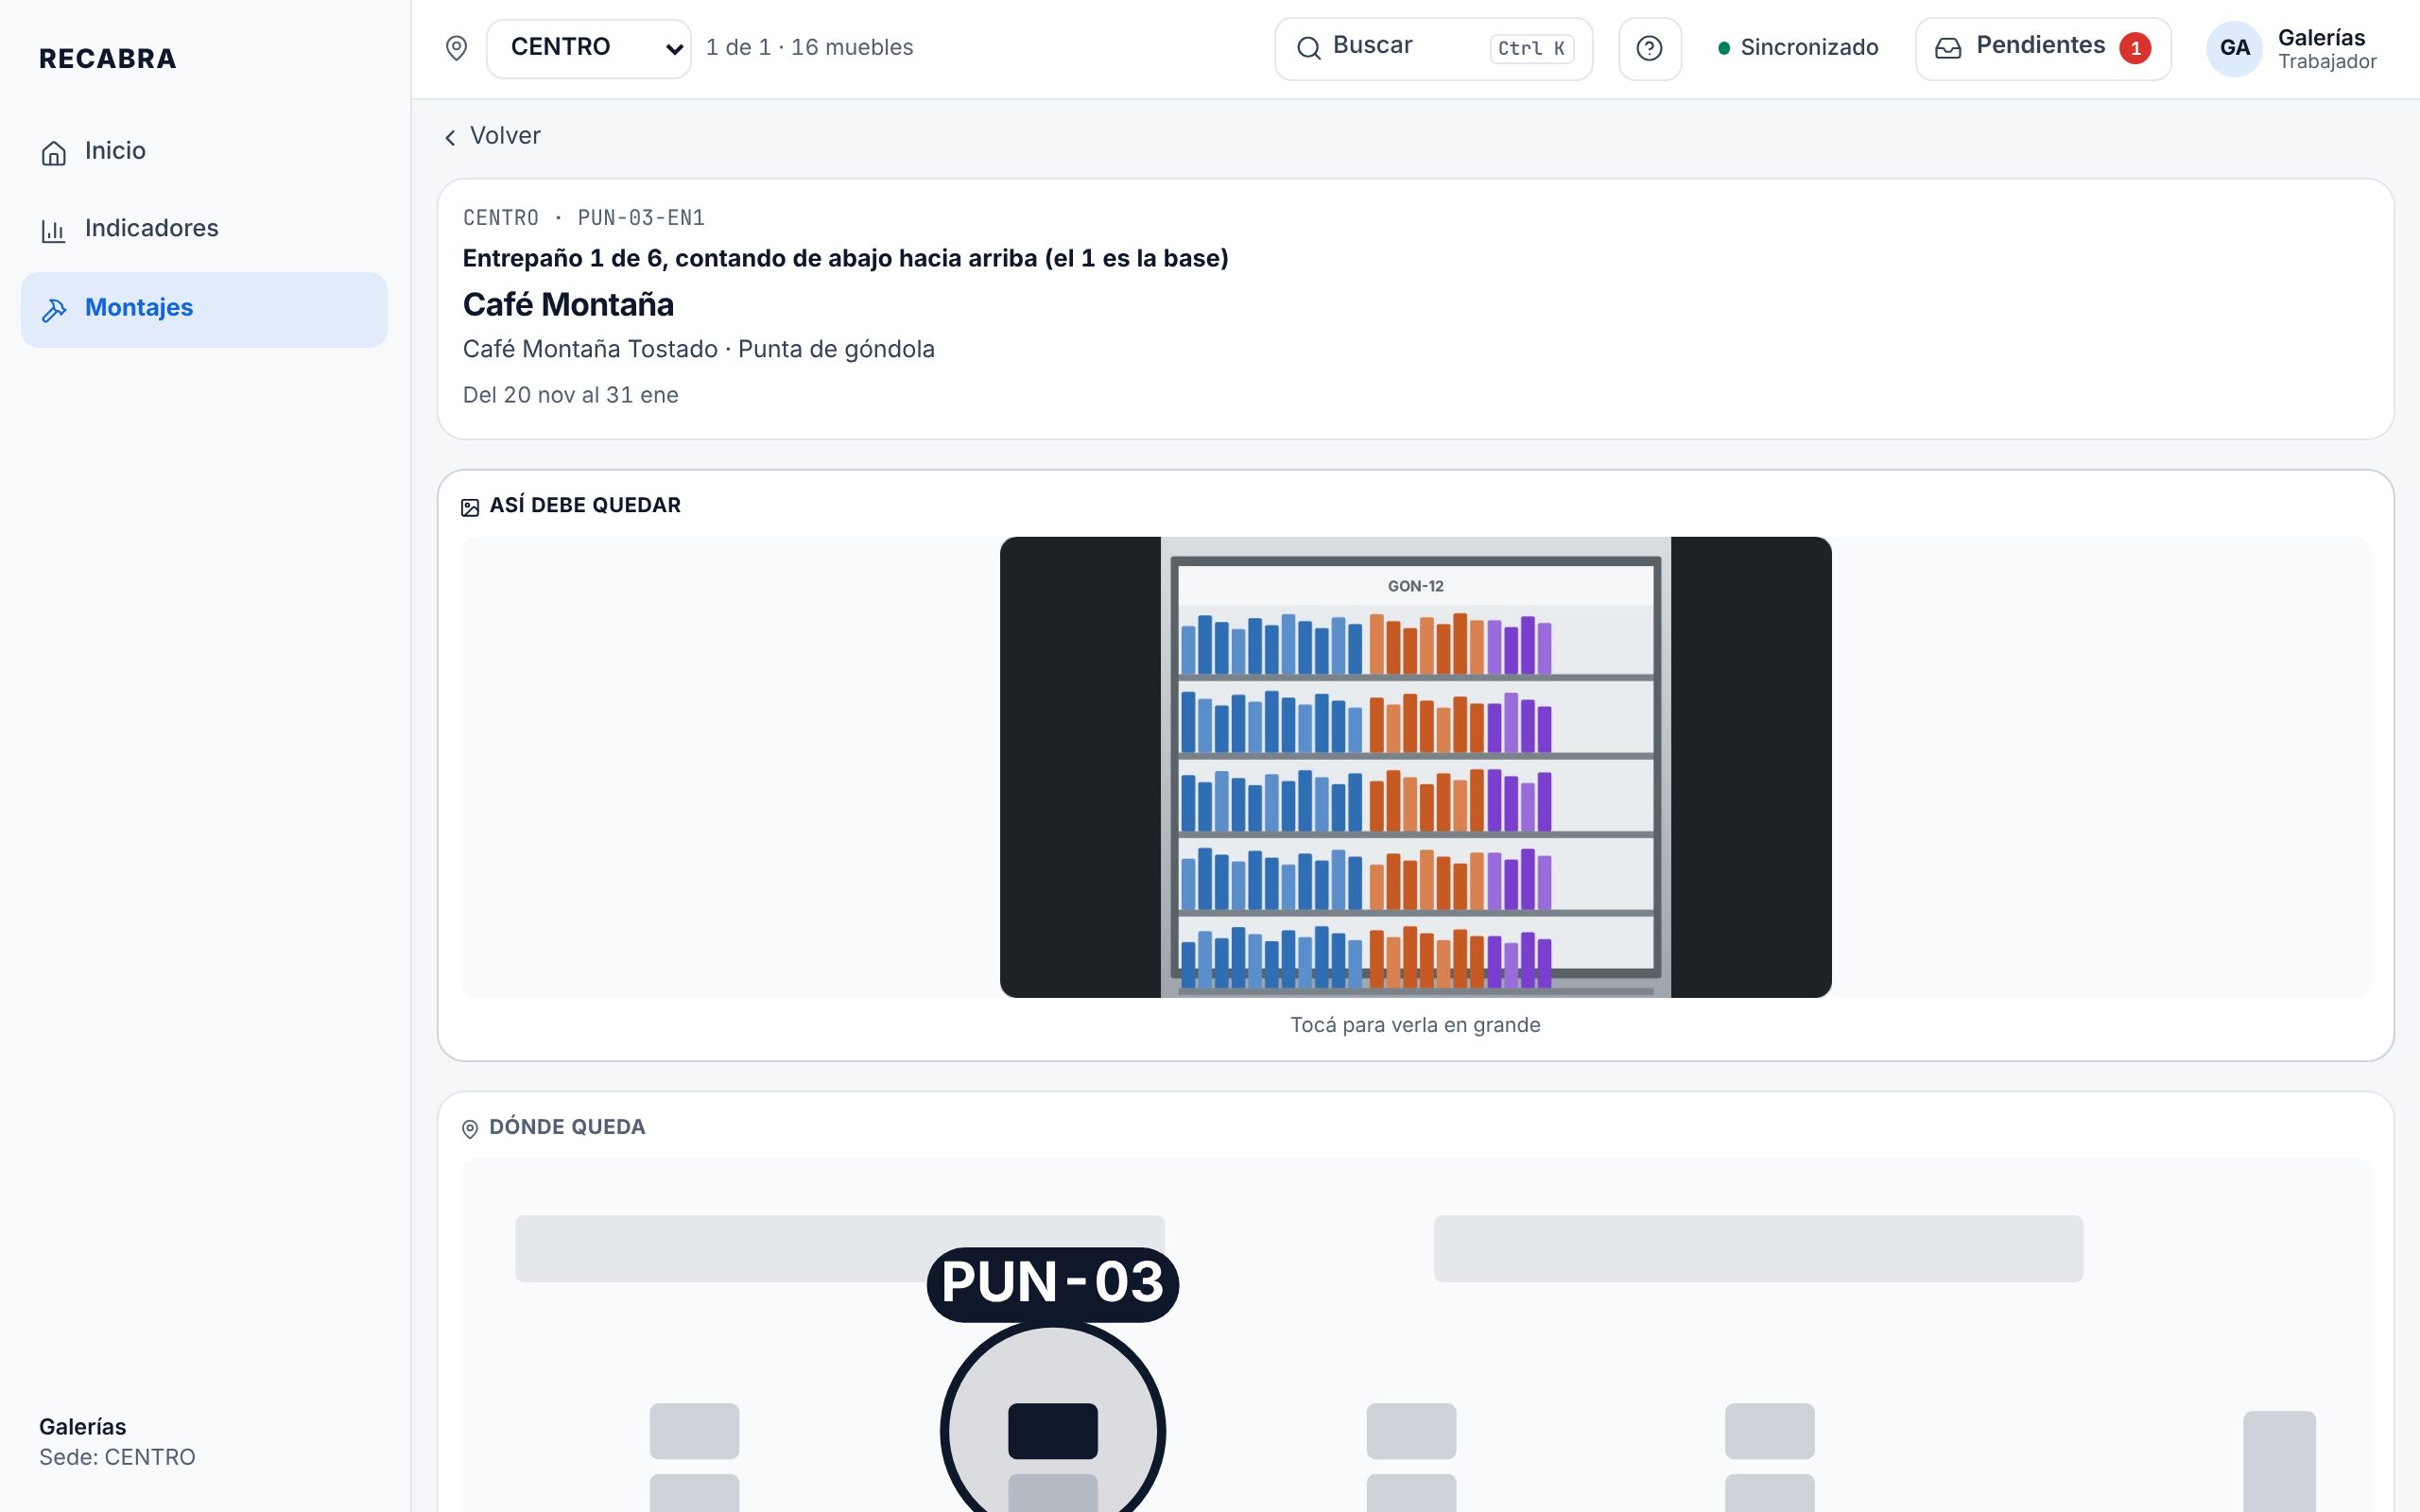 RECABRA
Inicio
Indicadores
Montajes
Galerías
Sede: CENTRO
CENTRO
1 de 1 · 16 muebles
Buscar
Ctrl K
Sincronizado
Pendientes 1
GA
Galerías
Trabajador
Volver
CENTRO · PUN-03-EN1
Entrepaño 1 de 6, contando de abajo hacia arriba (el 1 es la base)
Café Montaña
Café Montaña Tostado · Punta de góndola
Del 20 nov al 31 ene
ASÍ DEBE QUEDAR
GON-12
Tocá para verla en grande
DÓNDE QUEDA
PUN-03